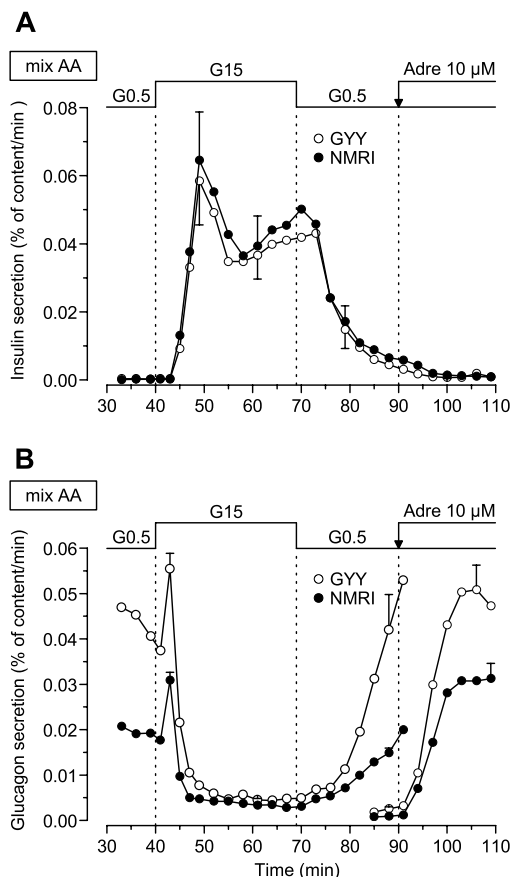 A
mix AA
G15
Adre 10 µM
G0.5
G0.5
GYY
NMRI
Insulin secretion (% of content/min )
0.08
0.06
0.04
0.02
0.00
30 40 50 60 70 80 90 100 110
B
mix AA
G15
Adre 10 µM
G0.5
G0.5
GYY
NMRI
Glucagon secretion (% of content/min)
0.06
0.05
0.04
0.03
0.02
0.01
0.00
30 40 50 60 70 80 90 100 110
Time (min)